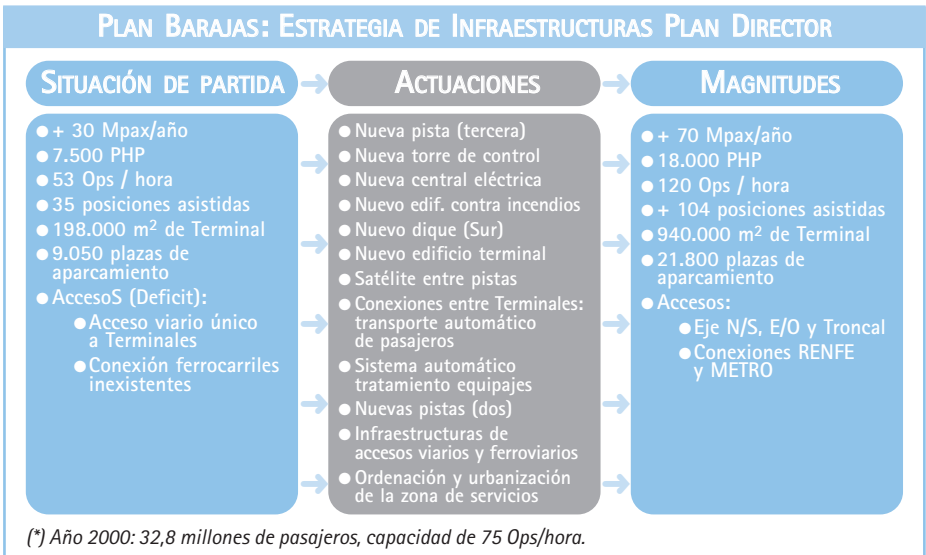 PLAN BARAJAS: ESTRATEGIA DE INFRAESTRUCTURAS PLAN DIRECTOR
SITUACIÓN DE PARTIDA
+ 30 Mpax/año
7.500 PHP
53 Ops / hora
35 posiciones asistidas
198.000 m² de Terminal
9.050 plazas de
aparcamiento
AccesoS (Deficit):
Acceso viario único
a Terminales
Conexión ferrocarriles
inexistentes
ACTUACIONES
Nueva pista (tercera)
Nueva torre de control
Nueva central eléctrica
Nuevo edif. contra incendios
Nuevo dique (Sur)
Nuevo edificio terminal
Satélite entre pistas
Conexiones entre Terminales:
transporte automático
de pasajeros
Sistema automático
tratamiento equipajes
Nuevas pistas (dos)
Infraestructuras de
accesos viarios y ferroviarios
Ordenación y urbanización
de la zona de servicios
MAGNITUDES
+ 70 Mpax/año
18.000 PHP
120 Ops / hora
+ 104 posiciones asistidas
940.000 m² de Terminal
21.800 plazas de
aparcamiento
Accesos:
Eje N/S, E/O y Troncal
Conexiones RENFE
y METRO
(*) Año 2000: 32,8 millones de pasajeros, capacidad de 75 Ops/hora.